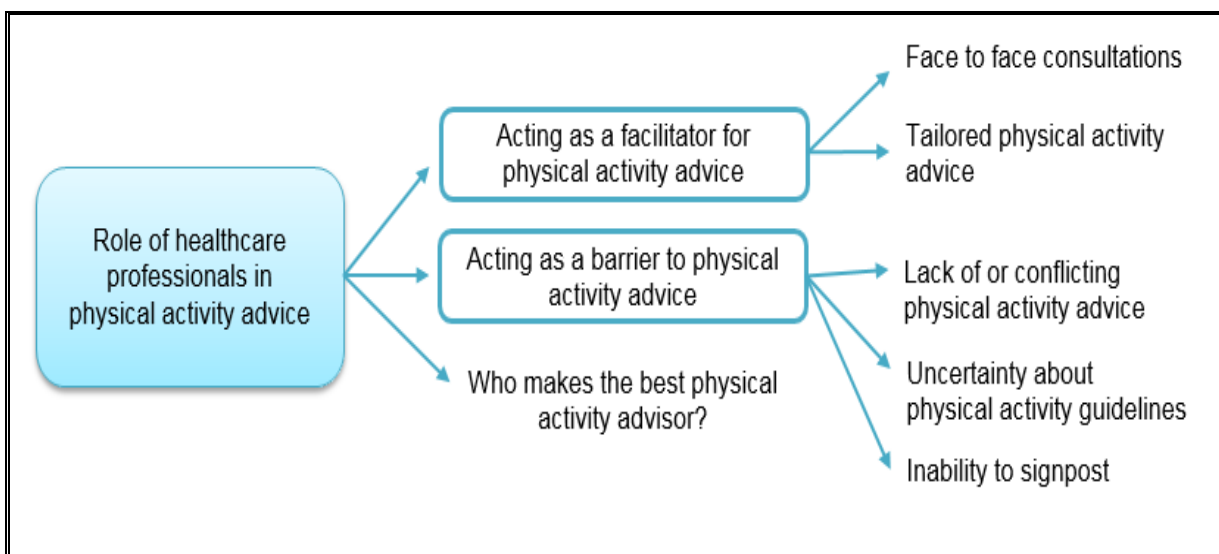 Role of healthcare
professionals in
physical activity advice
Acting as a facilitator for
physical activity advice
Face to face consultations
Tailored physical activity
advice
Acting as a barrier to physical
activity advice
Lack of or conflicting
physical activity advice
Uncertainty about
physical activity guidelines
Inability to signpost
Who makes the best physical
activity advisor?